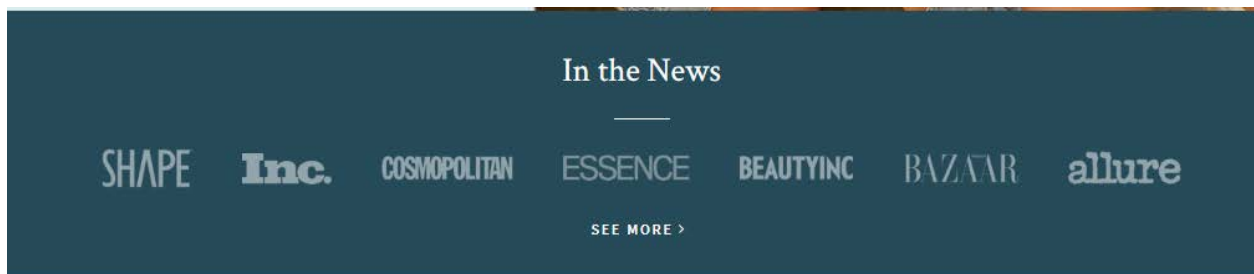 In the News
SHAPE Inc. COSMOPOLITAN ESSENCE BEAUTYINC BAZAAR allure
SEE MORE >